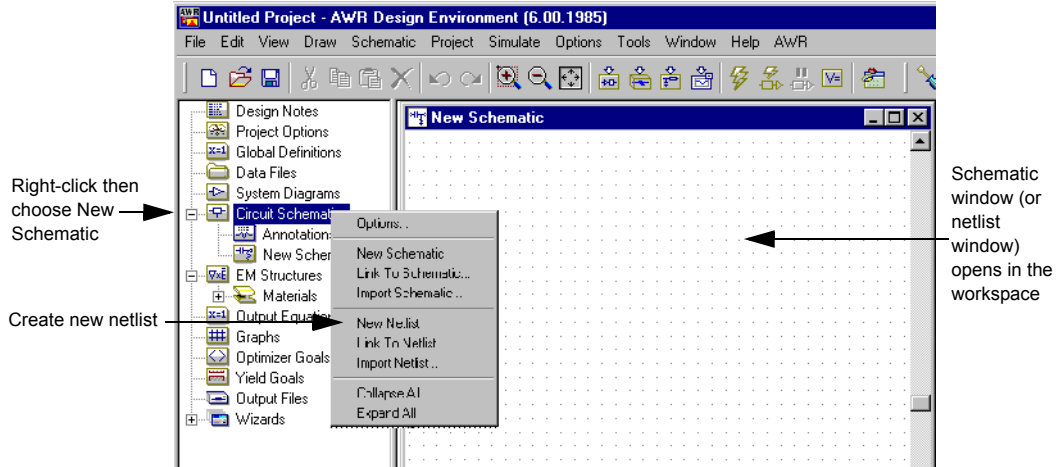 Untitled Project - AWR Design Environment (6.00.1985)
File Edit View Draw Schematic Project Simulate Options Tools Window Help AWR
Design Notes
Project Options
Global Definitions
Data Files
System Diagrams
Circuit Schematic
Annotations
New Schem
EM Structures
Materials
Output Equation
Graphs
Optimizer Goals
Yield Goals
Output Files
Wizards
New Schematic
Options...
New Schematic
Link To Schematic...
Import Schematic...
New Netlist
Link To Netlist
Import Netlist...
Collapse All
Expand All
Right-click then
choose New
Schematic
Create new netlist
Schematic
window (or
netlist
window)
opens in the
workspace